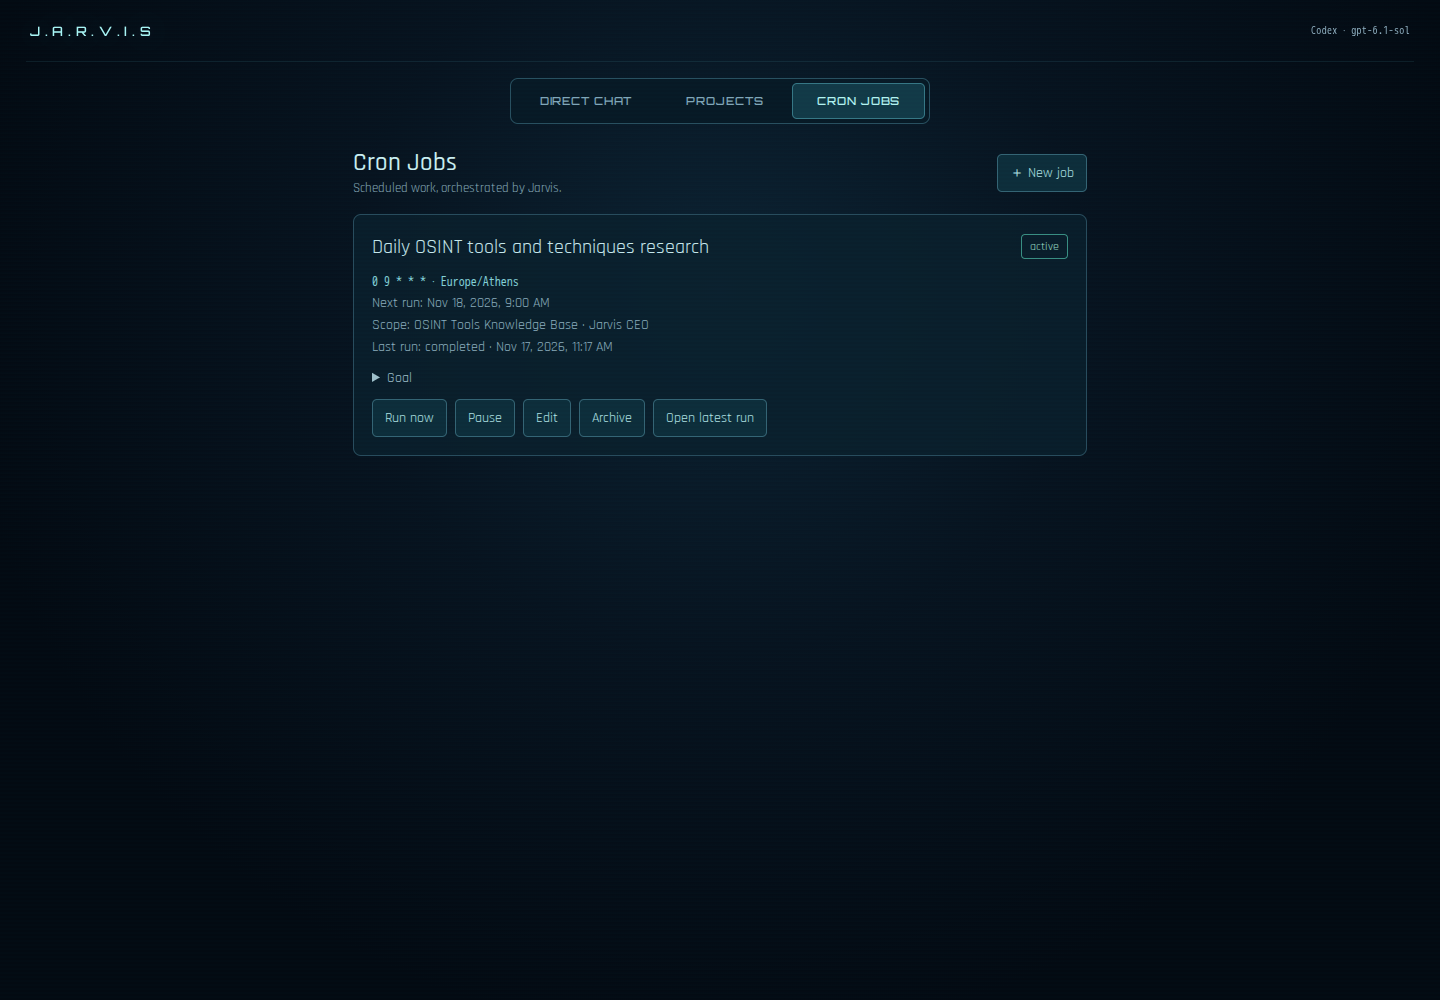 J.A.R.V.I.S
Codex · gpt-6.1-sol
DIRECT CHAT PROJECTS CRON JOBS
Cron Jobs
Scheduled work, orchestrated by Jarvis.
+ New job
Daily OSINT tools and techniques research
active
0 9 * * * · Europe/Athens
Next run: Nov 18, 2026, 9:00 AM
Scope: OSINT Tools Knowledge Base · Jarvis CEO
Last run: completed · Nov 17, 2026, 11:17 AM
▶ Goal
Run now Pause Edit Archive Open latest run